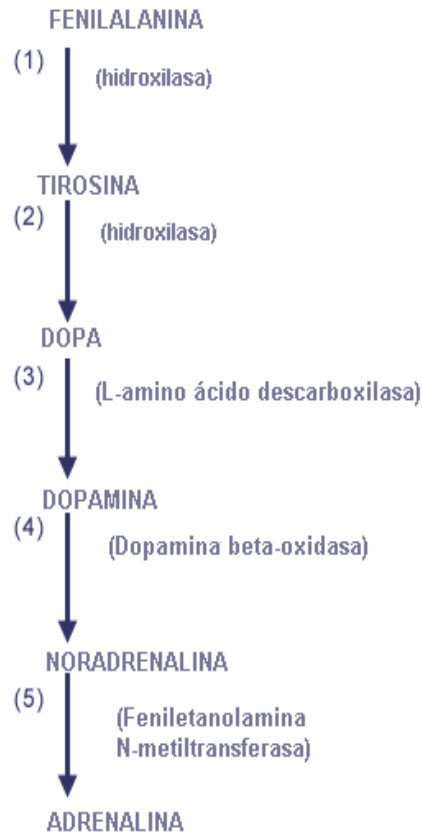 FENILALANINA
(1)
(hidroxilasa)
TIROSINA
(2)
(hidroxilasa)
DOPA
(3)
(L-amino ácido descarboxilasa)
DOPAMINA
(4)
(Dopamina beta-oxidasa)
NORADRENALINA
(5)
(Feniletanolamina
N-metiltransferasa)
ADRENALINA